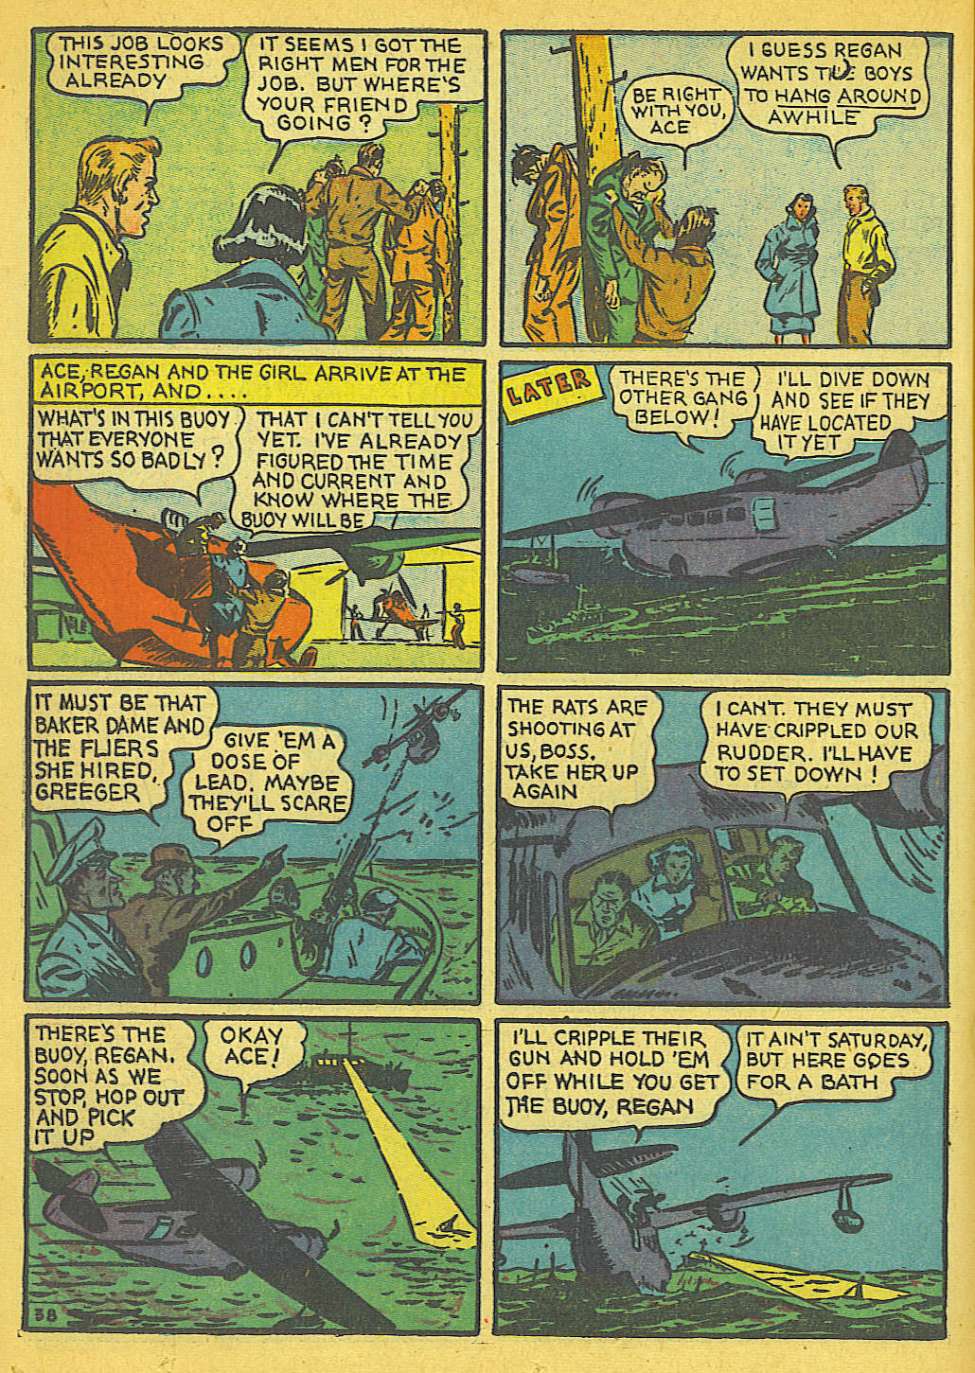 THIS JOB LOOKS
INTERESTING
ALREADY
IT SEEMS I GOT THE
RIGHT MEN FOR THE
JOB. BUT WHERE'S
YOUR FRIEND
GOING?
BE RIGHT
WITH YOU,
ACE
I GUESS REGAN
WANTS THE BOYS
TO HANG AROUND
AWHILE
ACE, REGAN AND THE GIRL ARRIVE AT THE
AIRPORT, AND....
WHAT'S IN THIS BUOY
THAT EVERYONE
WANTS SO BADLY?
THAT I CAN'T TELL YOU
YET. I'VE ALREADY
FIGURED THE TIME
AND CURRENT AND
KNOW WHERE THE
BUOY WILL BE
LATER
THERE'S THE
OTHER GANG
BELOW!
I'LL DIVE DOWN
AND SEE IF THEY
HAVE LOCATED
IT YET
IT MUST BE THAT
BAKER DAME AND
THE FLIERS
SHE HIRED,
GREEGER
GIVE 'EM A
DOSE OF
LEAD. MAYBE
THEY'LL SCARE
OFF
THE RATS ARE
SHOOTING AT
US, BOSS.
TAKE HER UP
AGAIN
I CAN'T. THEY MUST
HAVE CRIPPLED OUR
RUDDER. I'LL HAVE
TO SET DOWN!
THERE'S THE
BUOY, REGAN.
SOON AS WE
STOP, HOP OUT
AND PICK
IT UP
OKAY
ACE!
38
I'LL CRIPPLE THEIR
GUN AND HOLD 'EM
OFF WHILE YOU GET
THE BUOY, REGAN
IT AIN'T SATURDAY,
BUT HERE GOES
FOR A BATH